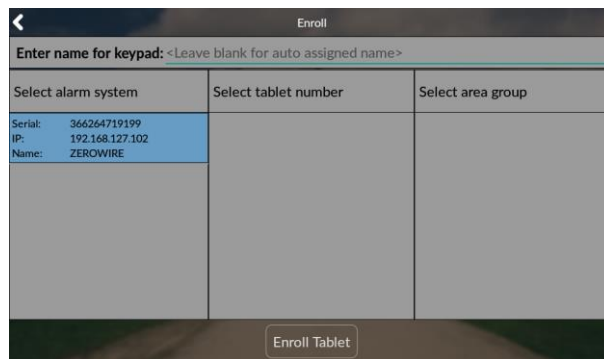 Enroll
Enter name for keypad: <Leave blank for auto assigned name>
Select alarm system
Select tablet number
Select area group
Serial: 366264719199
IP: 192.168.127.102
Name: ZEROWIRE
Enroll Tablet